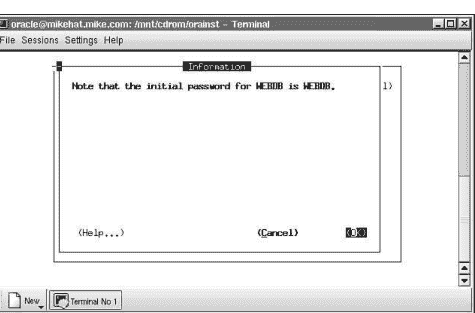 oracle@mikehat.mike.com: /mnt/cdrom/orainst - Terminal
File Sessions Settings Help
Information
Note that the initial password for WEBDB is WEBDB.
l)
(Help...)
(Cancel)
(OK)
New
Terminal No 1